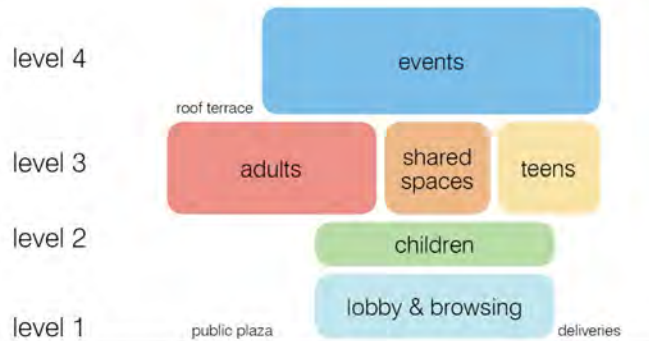 level 4
events
roof terrace
level 3
adults
shared
spaces
teens
level 2
children
lobby & browsing
level 1
public plaza
deliveries